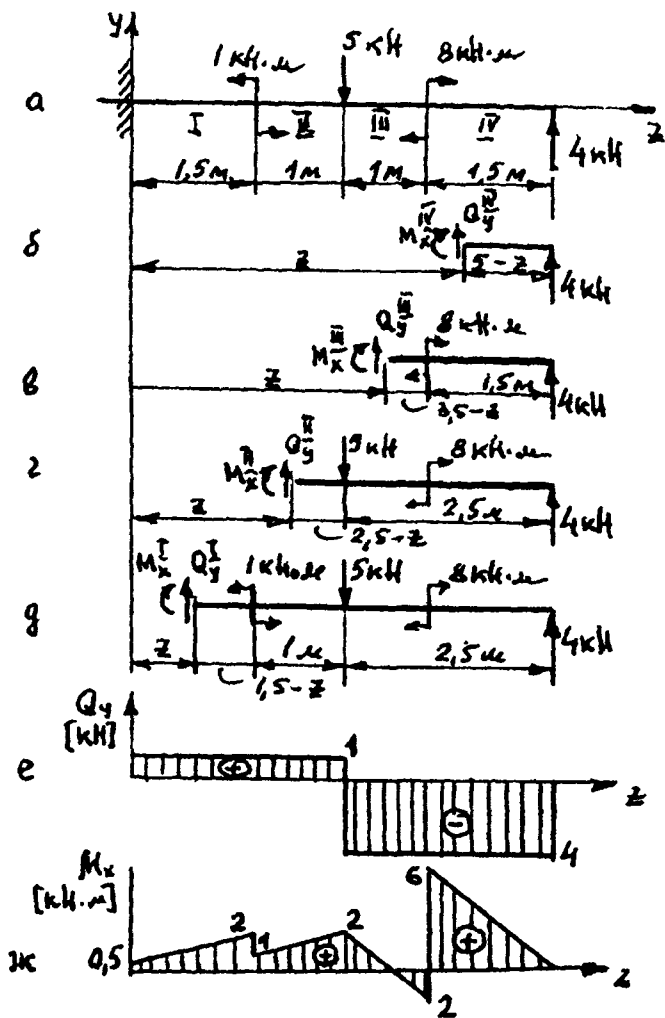 y
1 кН·м 5 кН 8 кН·м
а
I II III IV
z
4 кН
1,5 м 1 м 1 м 1,5 м
б
M_x^IV Q_y^IV
z 5 - z
4 кН
в
M_x^III Q_y^III 8 кН·м
z 1,5 м
3,5 - z
4 кН
г
M_x^II Q_y^II 5 кН 8 кН·м
z 2,5 м
2,5 - z
4 кН
д
M_x^I Q_y^I 1 кН·м 5 кН 8 кН·м
z 1 м 2,5 м
1,5 - z
4 кН
Q_y
[кН]
е
1
+
z
-
4
M_x
[кН·м]
ж
0,5 2 1 2 6
+ +
z
2